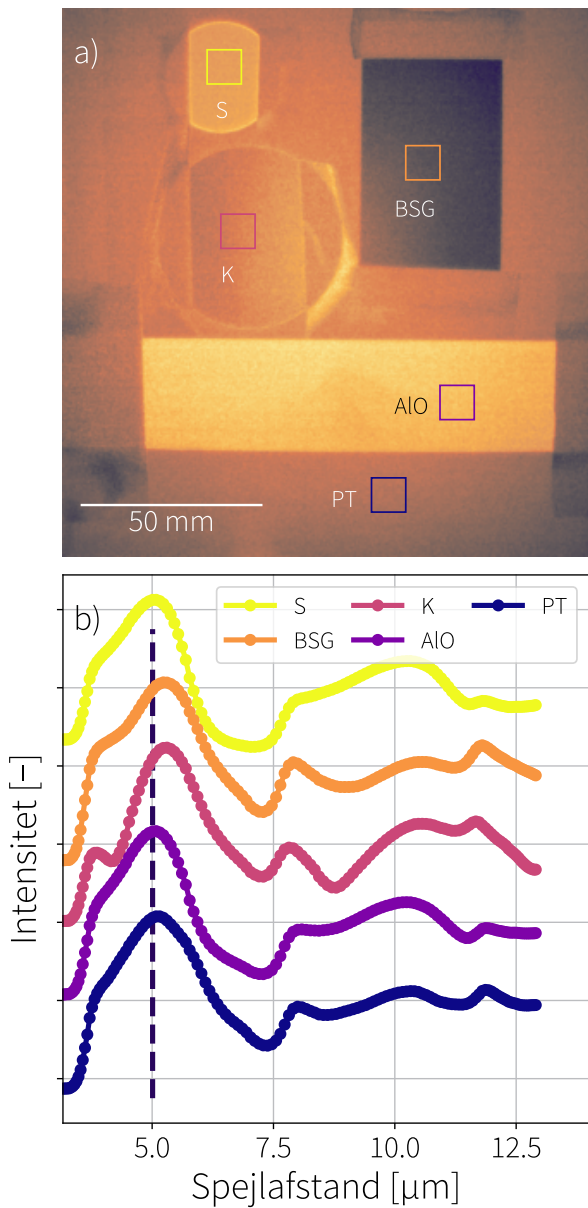 a)
S
BSG
K
AlO
PT
50 mm
b)
S
K
PT
BSG
AlO
Intensitet [−]
5.0
7.5
10.0
12.5
Spejlafstand [µm]